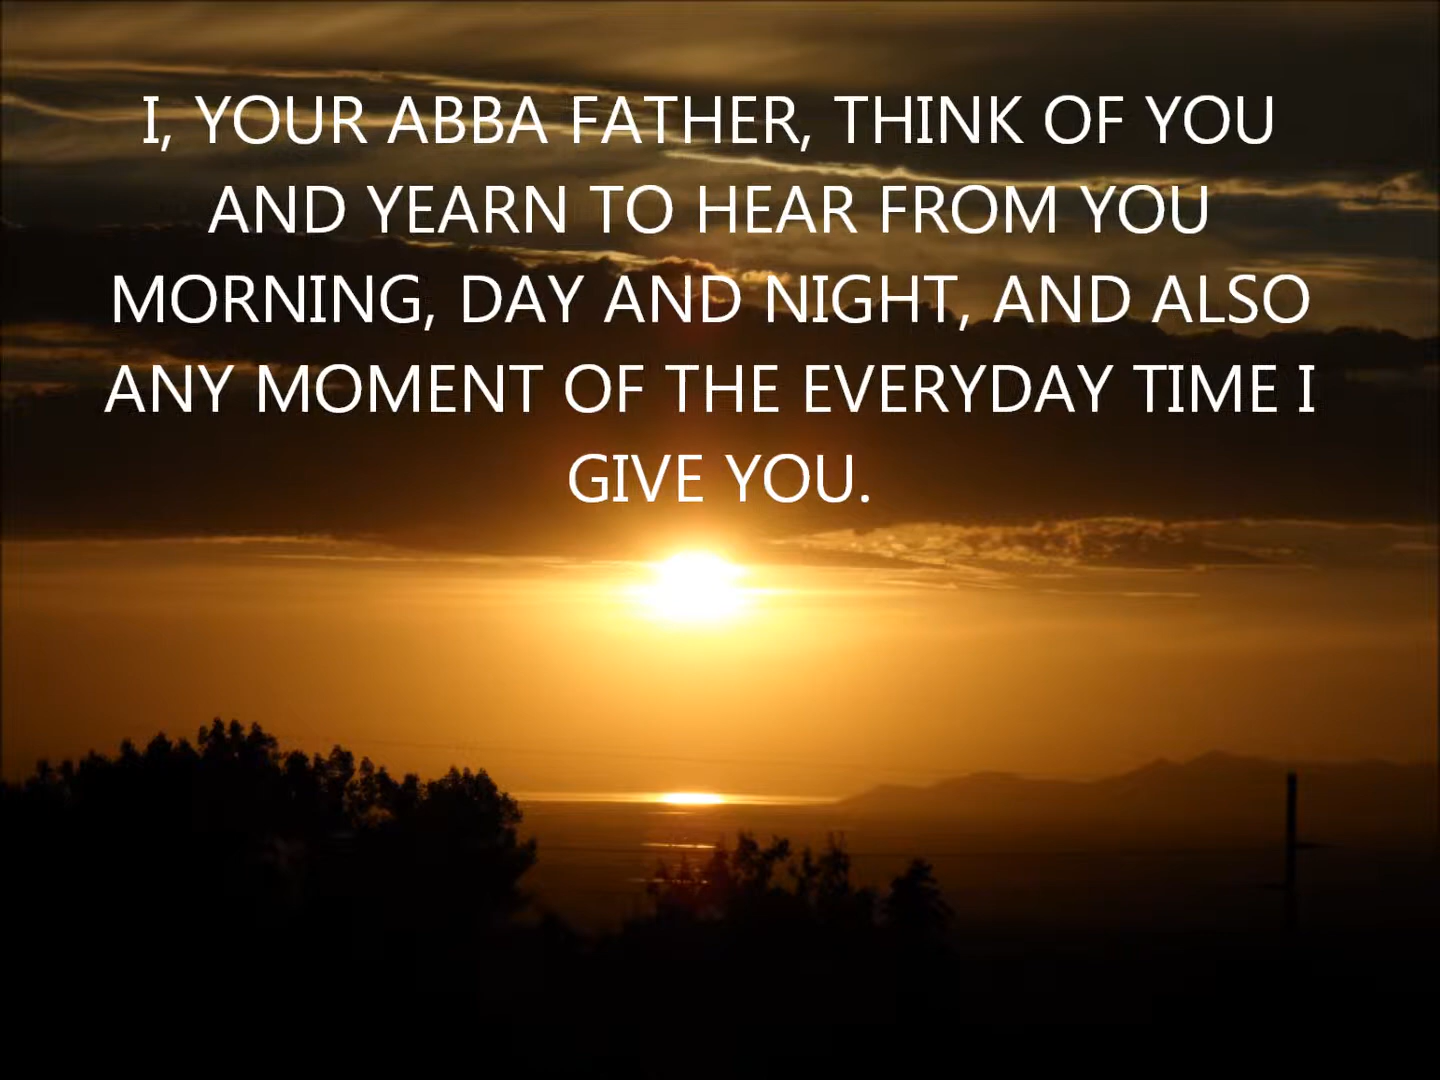 I, YOUR ABBA FATHER, THINK OF YOU
AND YEARN TO HEAR FROM YOU
MORNING, DAY AND NIGHT, AND ALSO
ANY MOMENT OF THE EVERYDAY TIME I
GIVE YOU.